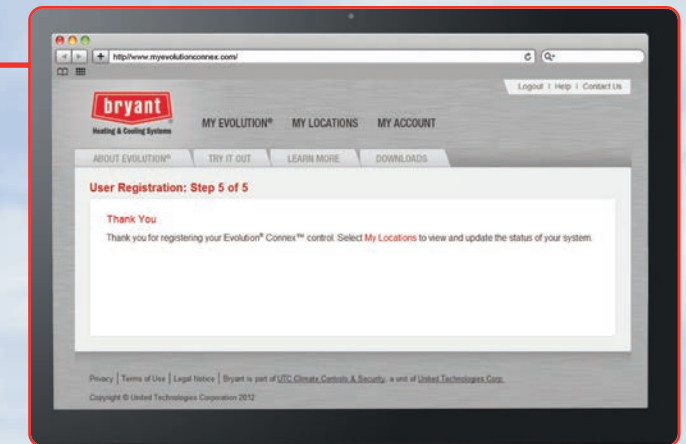 http//www.myevolutionconnex.com/
Logout | Help | Contact Us
bryant
Heating & Cooling Systems
MY EVOLUTION® MY LOCATIONS MY ACCOUNT
ABOUT EVOLUTION® TRY IT OUT LEARN MORE DOWNLOADS
User Registration: Step 5 of 5
Thank You
Thank you for registering your Evolution® Connex™ control. Select My Locations to view and update the status of your system.
Privacy | Terms of Use | Legal Notice | Bryant is part of UTC Climate Controls & Security, a unit of United Technologies Corp.
Copyright © United Technologies Corporation 2012